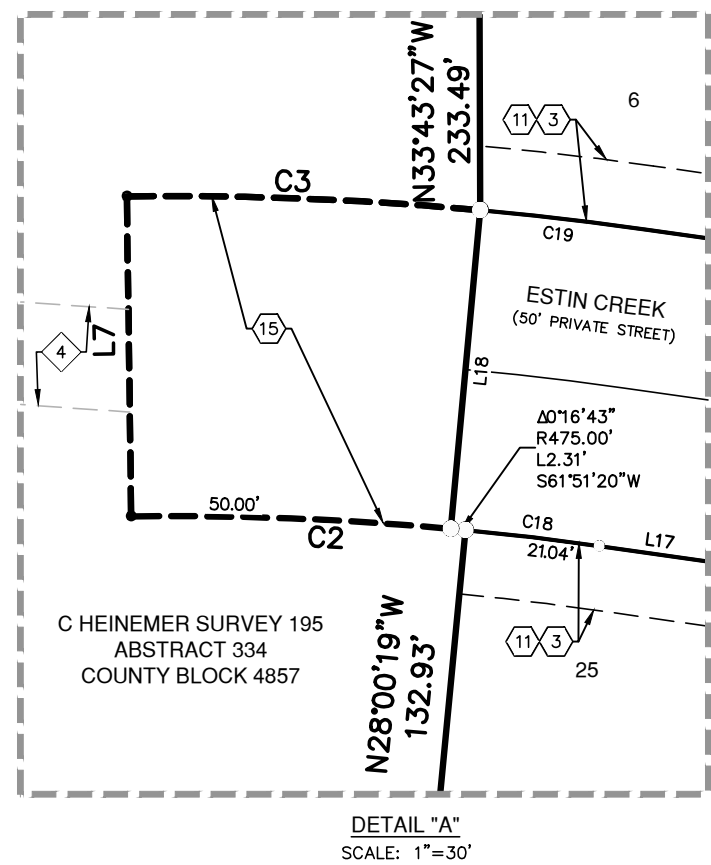 N33°43'27"W
233.49'
6
11 3
C3
C19
ESTIN CREEK
(50' PRIVATE STREET)
15
4
L7
L18
Δ0°16'43"
R475.00'
L2.31'
S61°51'20"W
50.00'
C2
C18
21.04'
L17
C HEINEMER SURVEY 195
ABSTRACT 334
COUNTY BLOCK 4857
N28°00'19"W
132.93'
11 3
25
DETAIL "A"
SCALE: 1"=30'